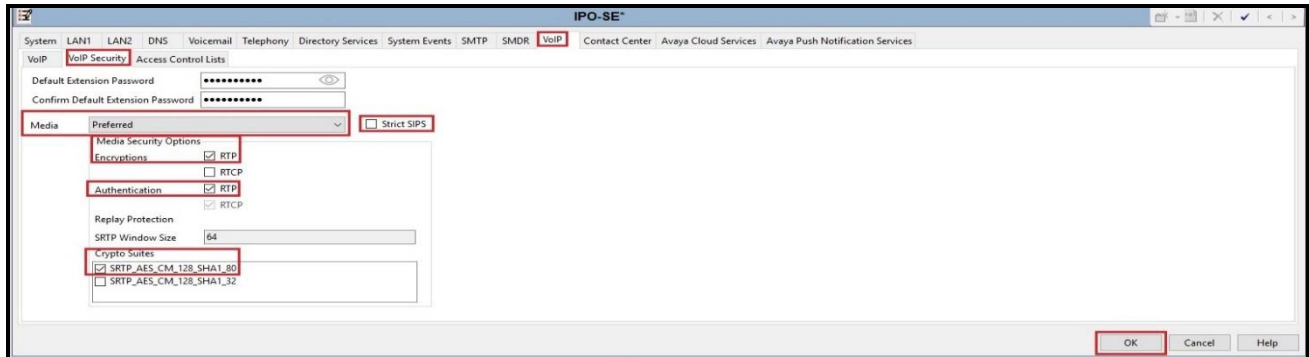 IPO-SE*
System LAN1 LAN2 DNS Voicemail Telephony Directory Services System Events SMTP SMDR VoIP Contact Center Avaya Cloud Services Avaya Push Notification Services
VoIP VoIP Security Access Control Lists
Default Extension Password ••••••••••
Confirm Default Extension Password ••••••••••
Media Preferred Strict SIPS
Media Security Options
Encryptions RTP
RTCP
Authentication RTP
RTCP
Replay Protection
SRTP Window Size 64
Crypto Suites
SRTP_AES_CM_128_SHA1_80
SRTP_AES_CM_128_SHA1_32
OK Cancel Help